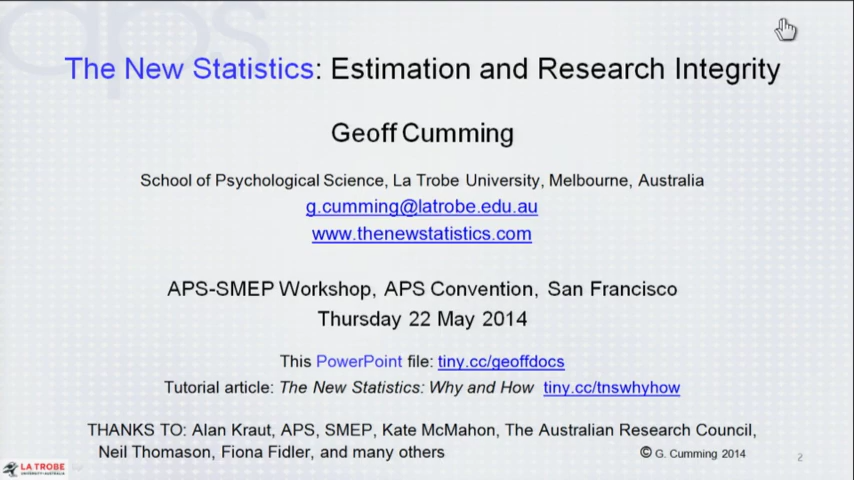 aps
The New Statistics: Estimation and Research Integrity
Geoff Cumming
School of Psychological Science, La Trobe University, Melbourne, Australia
g.cumming@latrobe.edu.au
www.thenewstatistics.com
APS-SMEP Workshop, APS Convention, San Francisco
Thursday 22 May 2014
This PowerPoint file: tiny.cc/geoffdocs
Tutorial article: The New Statistics: Why and How tiny.cc/tnswhyhow
THANKS TO: Alan Kraut, APS, SMEP, Kate McMahon, The Australian Research Council,
Neil Thomason, Fiona Fidler, and many others
© G. Cumming 2014
2
LA TROBE